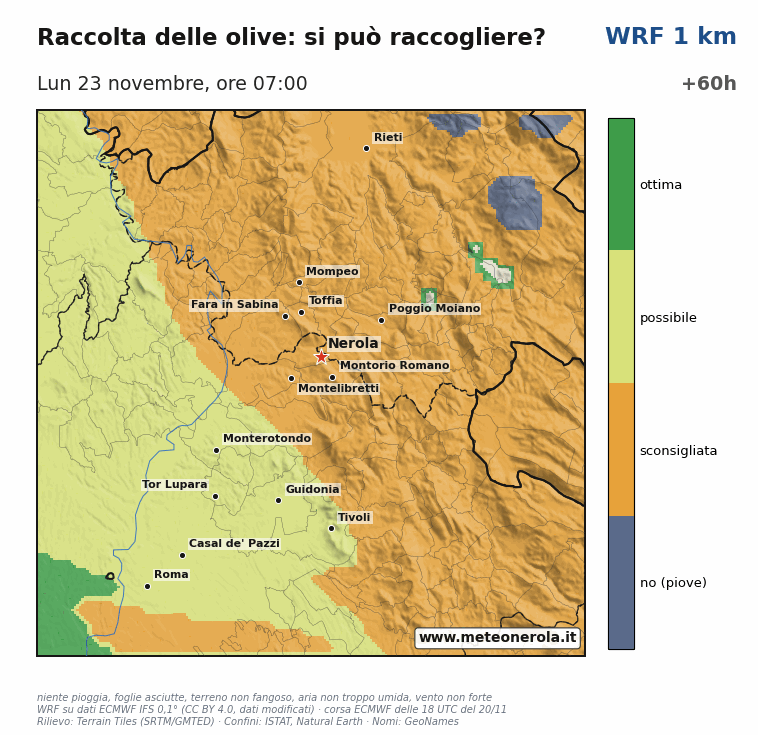 Raccolta delle olive: si può raccogliere?
WRF 1 km
Lun 23 novembre, ore 07:00
+60h
Rieti
Mompeo
Fara in Sabina
Toffia
Poggio Moiano
Nerola
Montorio Romano
Montelibretti
Monterotondo
Tor Lupara
Guidonia
Tivoli
Casal de' Pazzi
Roma
www.meteonerola.it
ottima
possibile
sconsigliata
no (piove)
niente pioggia, foglie asciutte, terreno non fangoso, aria non troppo umida, vento non forte
WRF su dati ECMWF IFS 0,1° (CC BY 4.0, dati modificati) · corsa ECMWF delle 18 UTC del 20/11
Rilievo: Terrain Tiles (SRTM/GMTED) · Confini: ISTAT, Natural Earth · Nomi: GeoNames